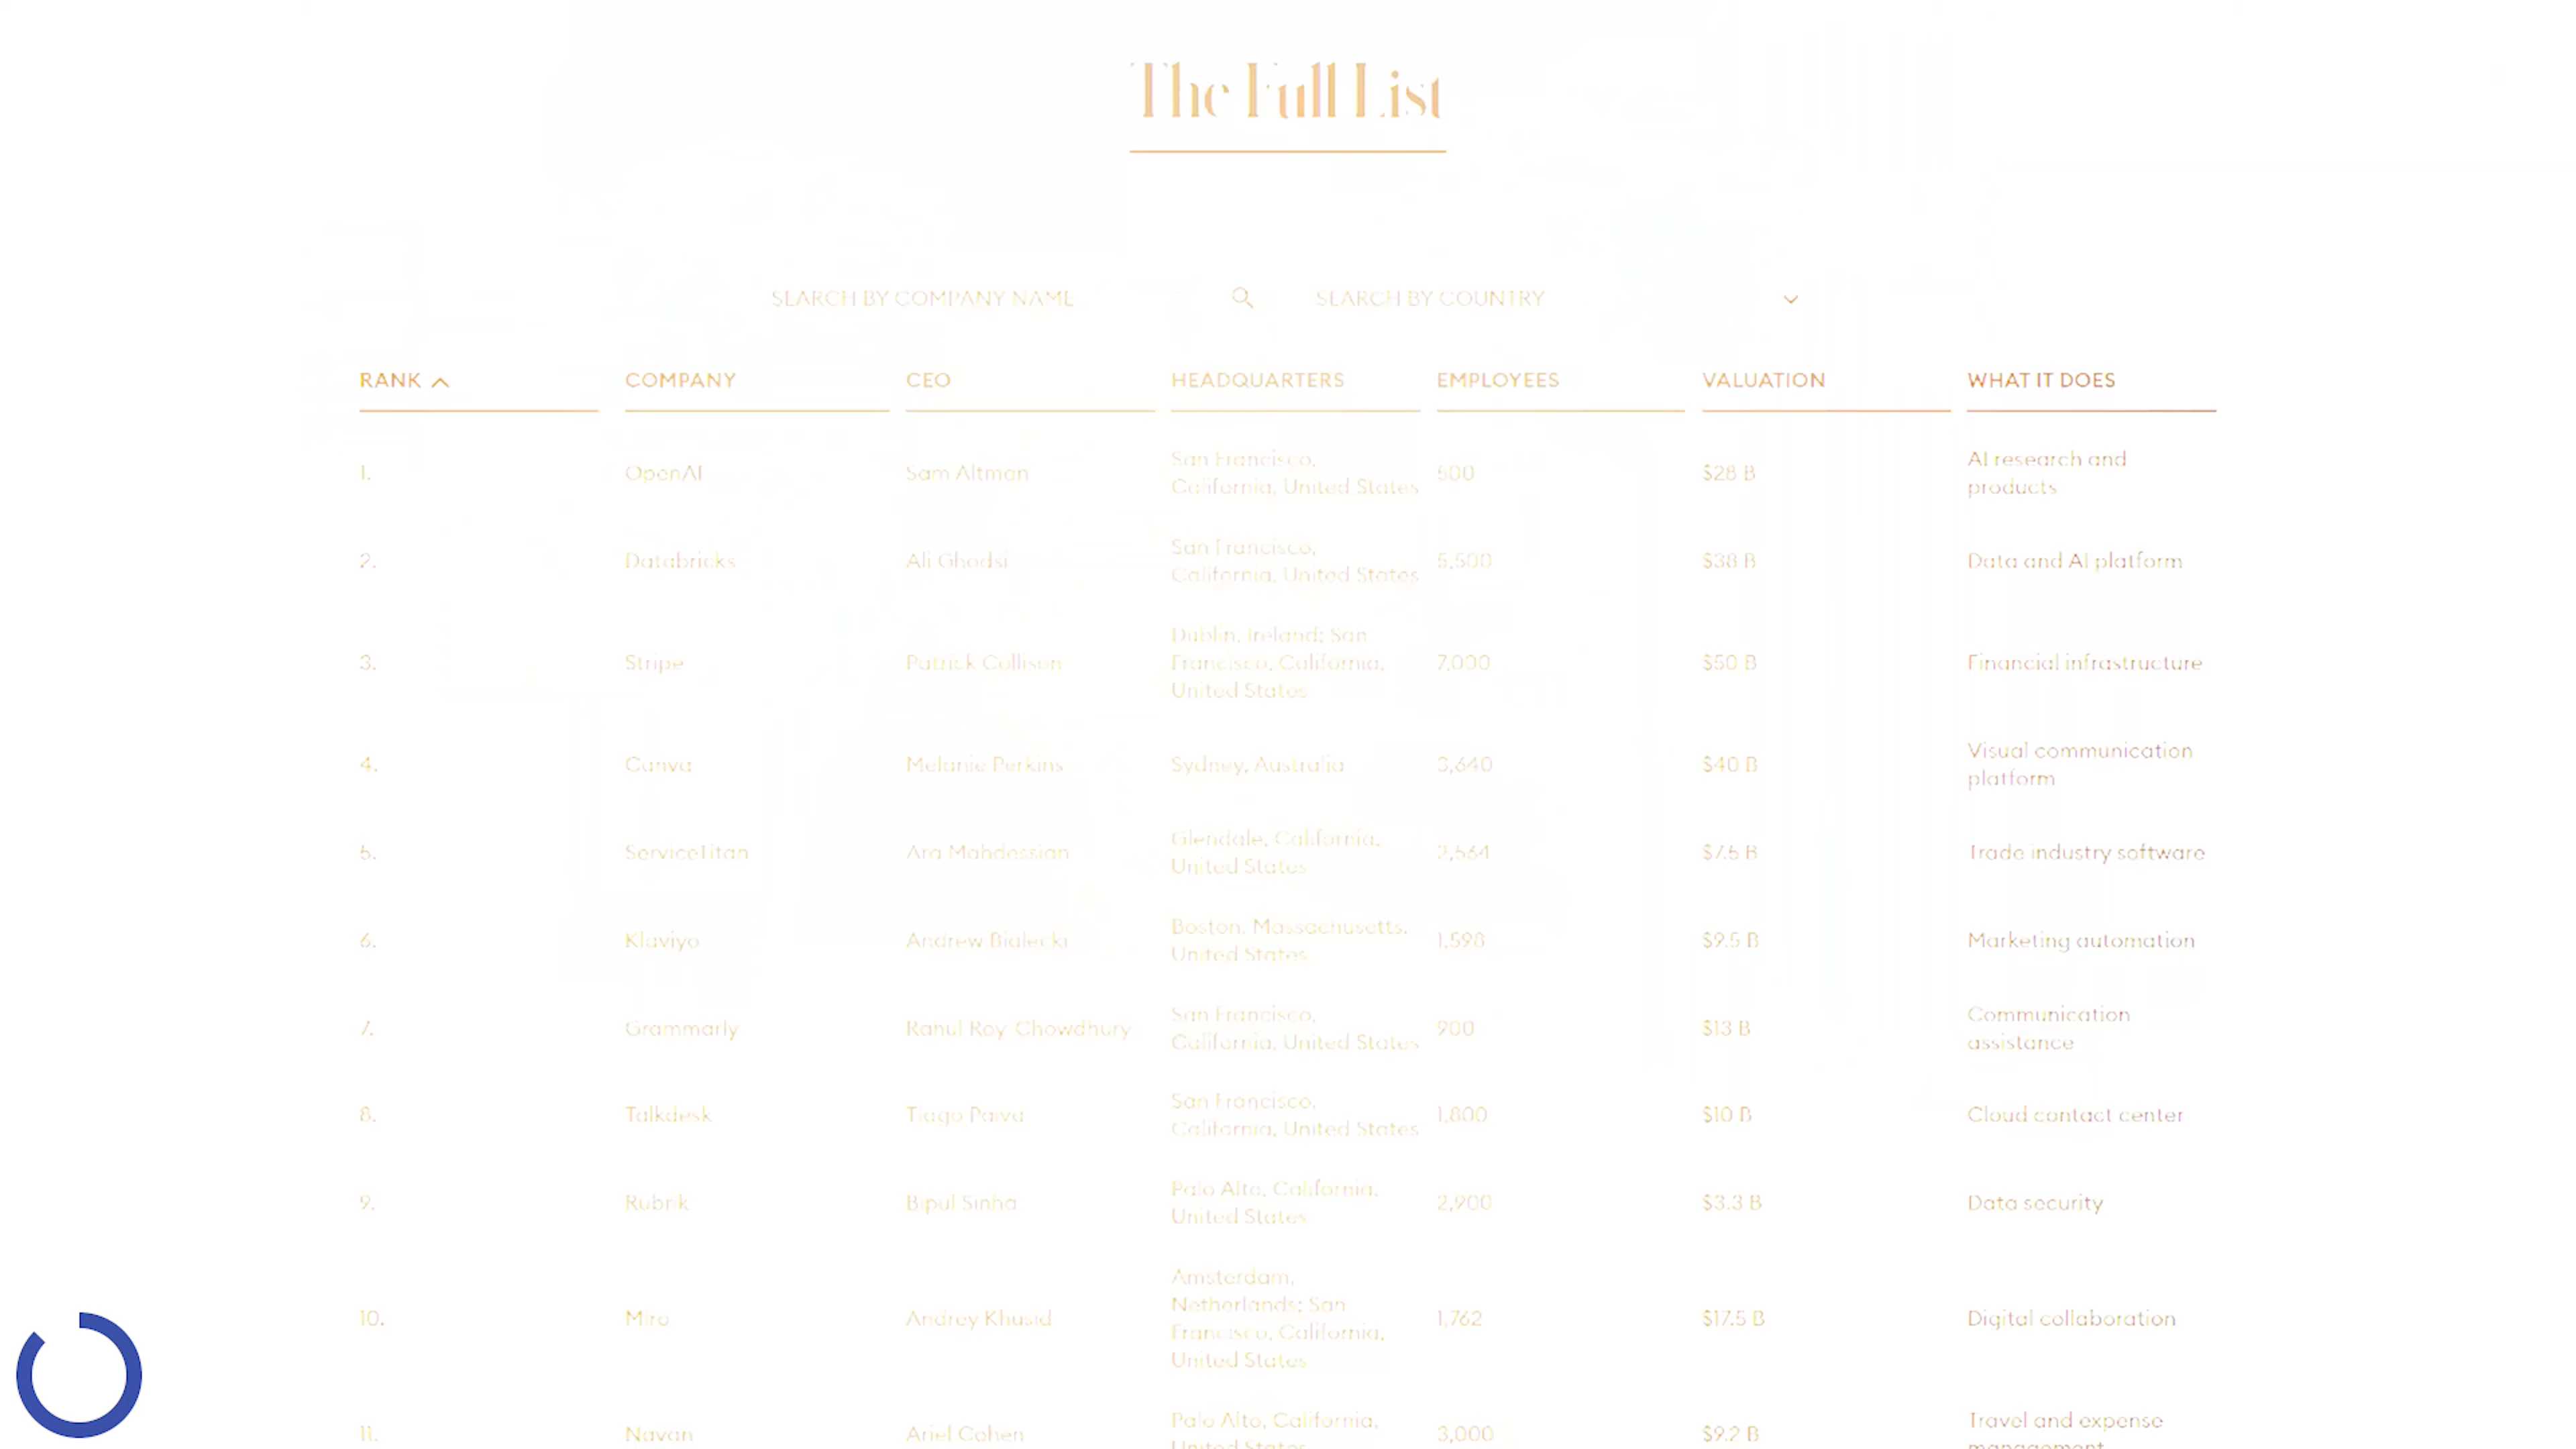 The Full List
SEARCH BY COMPANY NAME SEARCH BY COUNTRY
RANK COMPANY CEO HEADQUARTERS EMPLOYEES VALUATION WHAT IT DOES
1. OpenAI Sam Altman San Francisco, California, United States 500 $28 B AI research and products
2. Databricks Ali Ghodsi San Francisco, California, United States 5,500 $38 B Data and AI platform
3. Stripe Patrick Collison Dublin, Ireland; San Francisco, California, United States 7,000 $50 B Financial infrastructure
4. Canva Melanie Perkins Sydney, Australia 3,640 $40 B Visual communication platform
5. ServiceTitan Ara Mahdessian Glendale, California, United States 2,564 $7.5 B Trade industry software
6. Klaviyo Andrew Bialecki Boston, Massachusetts, United States 1,598 $9.5 B Marketing automation
7. Grammarly Rahul Roy-Chowdhury San Francisco, California, United States 900 $13 B Communication assistance
8. Talkdesk Tiago Paiva San Francisco, California, United States 1,800 $10 B Cloud contact center
9. Rubrik Bipul Sinha Palo Alto, California, United States 2,900 $3.3 B Data security
10. Miro Andrey Khusid Amsterdam, Netherlands; San Francisco, California, United States 1,762 $17.5 B Digital collaboration
11. Navan Ariel Cohen Palo Alto, California, United States 3,000 $9.2 B Travel and expense management